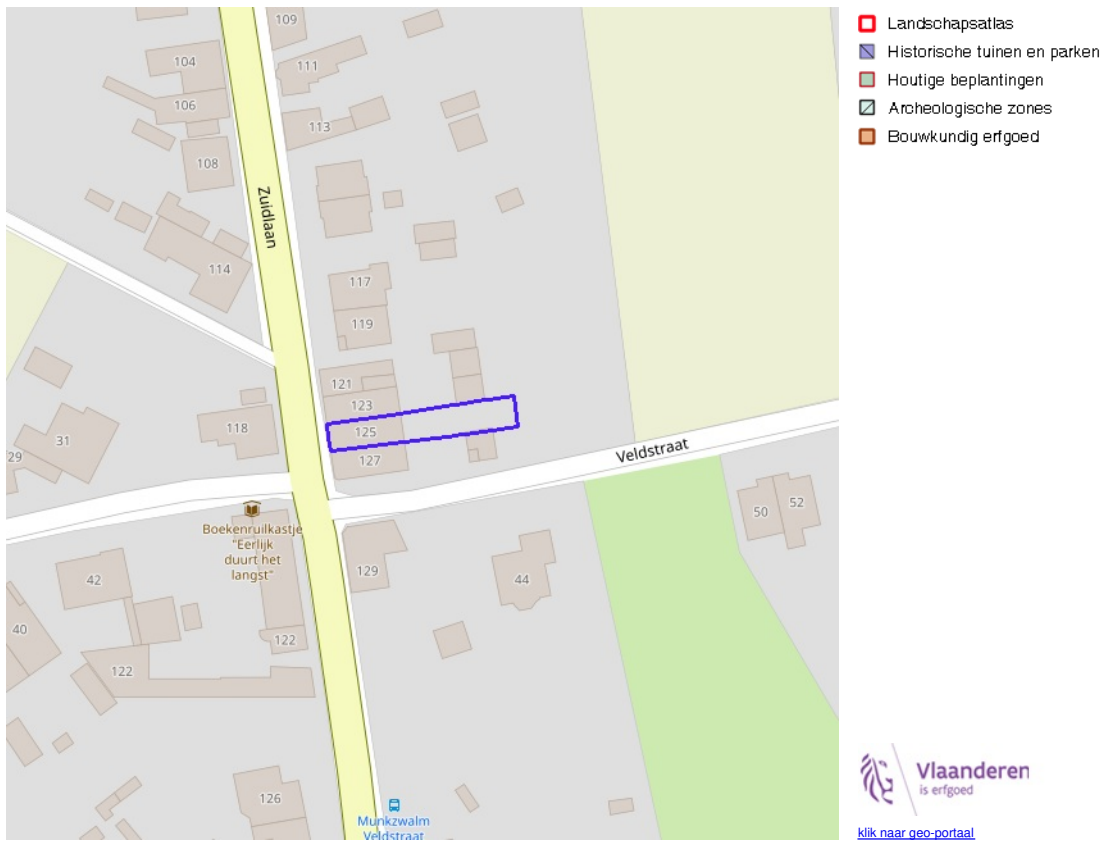 109
104
111
106
113
108
Zuidlaan
114
117
119
121
123
125
127
118
31
29
Veldstraat
50
52
Boekenruilkastje
"Eerlijk
duurt het
langst"
129
42
44
40
122
122
126
Munkzwalm
Veldstraat
Landschapsatlas
Historische tuinen en parken
Houtige beplantingen
Archeologische zones
Bouwkundig erfgoed
Vlaanderen
is erfgoed
klik naar geo-portaal